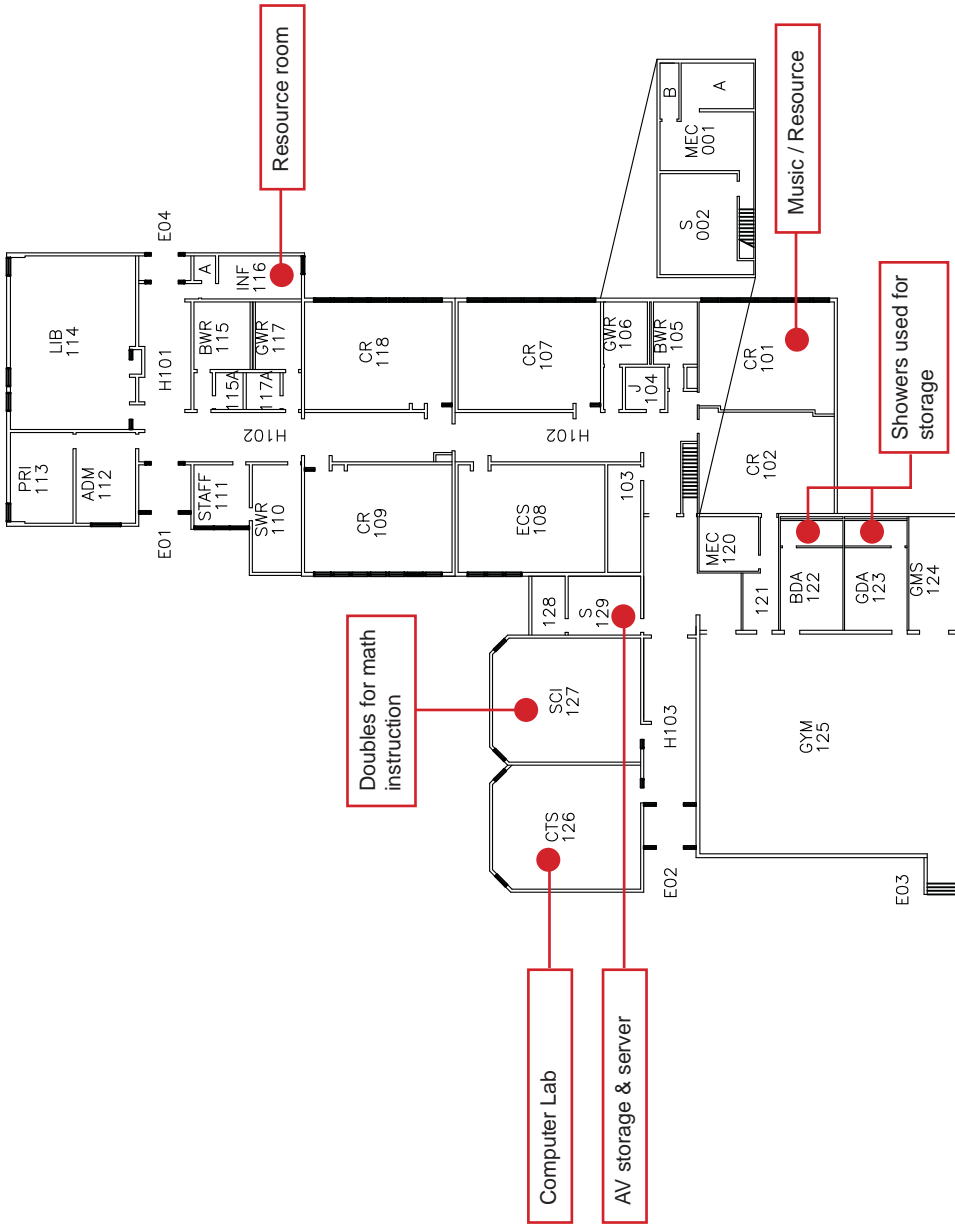 Resource room
Music / Resource
Showers used for
storage
Doubles for math
instruction
Computer Lab
AV storage & server
LIB
114
PRI
113
ADM
112
H101
E04
E01
A
INF
116
BWR
115
GWR
117
115A
117A
STAFF
111
SWR
110
H102
CR
118
CR
109
CR
107
ECS
108
H102
GWR
106
BWR
105
J
104
103
CR
101
CR
102
B
A
MEC
001
S
002
MEC
120
121
BDA
122
GDA
123
GMS
124
128
S
129
SCI
127
CTS
126
H103
E02
GYM
125
E03